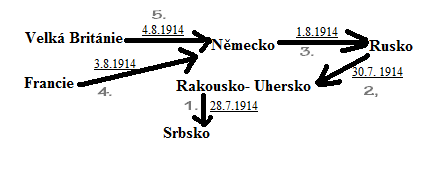 5.
Velká Británie 4.8.1914 Německo 1.8.1914 Rusko
3.
3.8.1914
Francie 4. Rakousko- Uhersko 30.7. 1914
2,
1. 28.7.1914
Srbsko